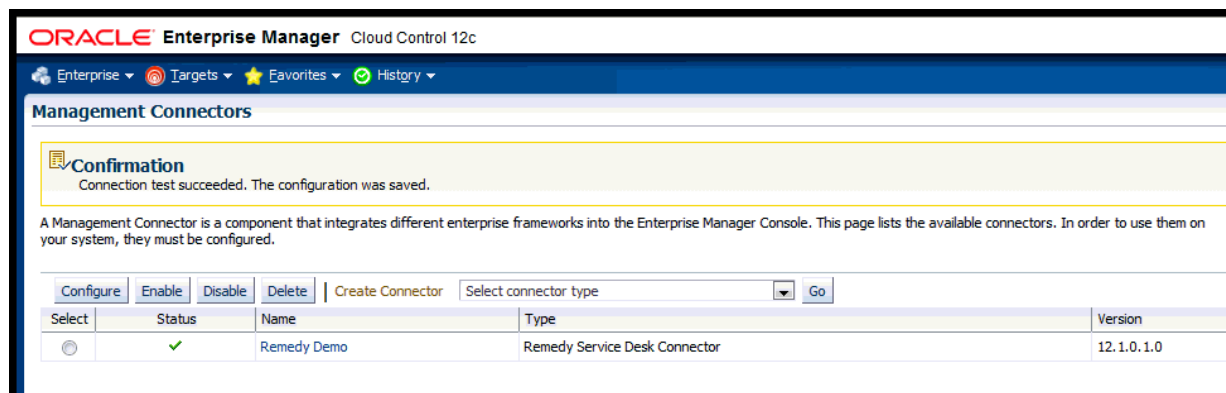 ORACLE Enterprise Manager Cloud Control 12c
Enterprise Targets Favorites History
Management Connectors
Confirmation
Connection test succeeded. The configuration was saved.
A Management Connector is a component that integrates different enterprise frameworks into the Enterprise Manager Console. This page lists the available connectors. In order to use them on
your system, they must be configured.
Configure Enable Disable Delete | Create Connector Select connector type Go
Select Status Name Type Version
Remedy Demo Remedy Service Desk Connector 12.1.0.1.0